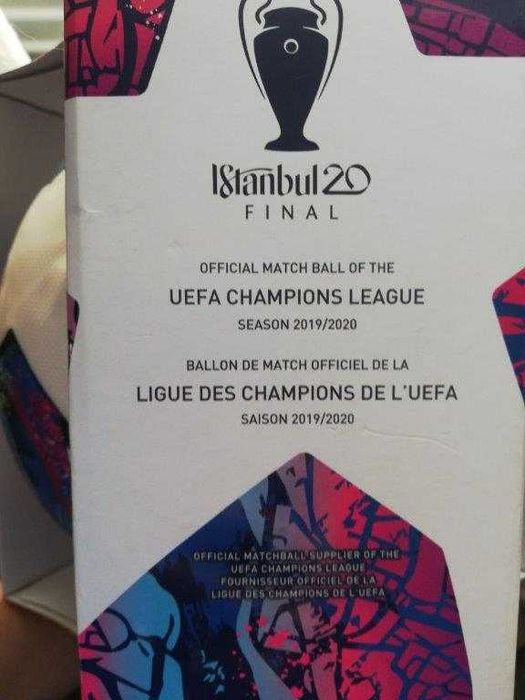 IStanbul 20
FINAL
OFFICIAL MATCH BALL OF THE
UEFA CHAMPIONS LEAGUE
SEASON 2019/2020
BALLON DE MATCH OFFICIEL DE LA
LIGUE DES CHAMPIONS DE L'UEFA
SAISON 2019/2020
OFFICIAL MATCHBALL SUPPLIER OF THE
UEFA CHAMPIONS LEAGUE
FOURNISSEUR OFFICIEL DE LA
LIGUE DES CHAMPIONS DE L'UEFA